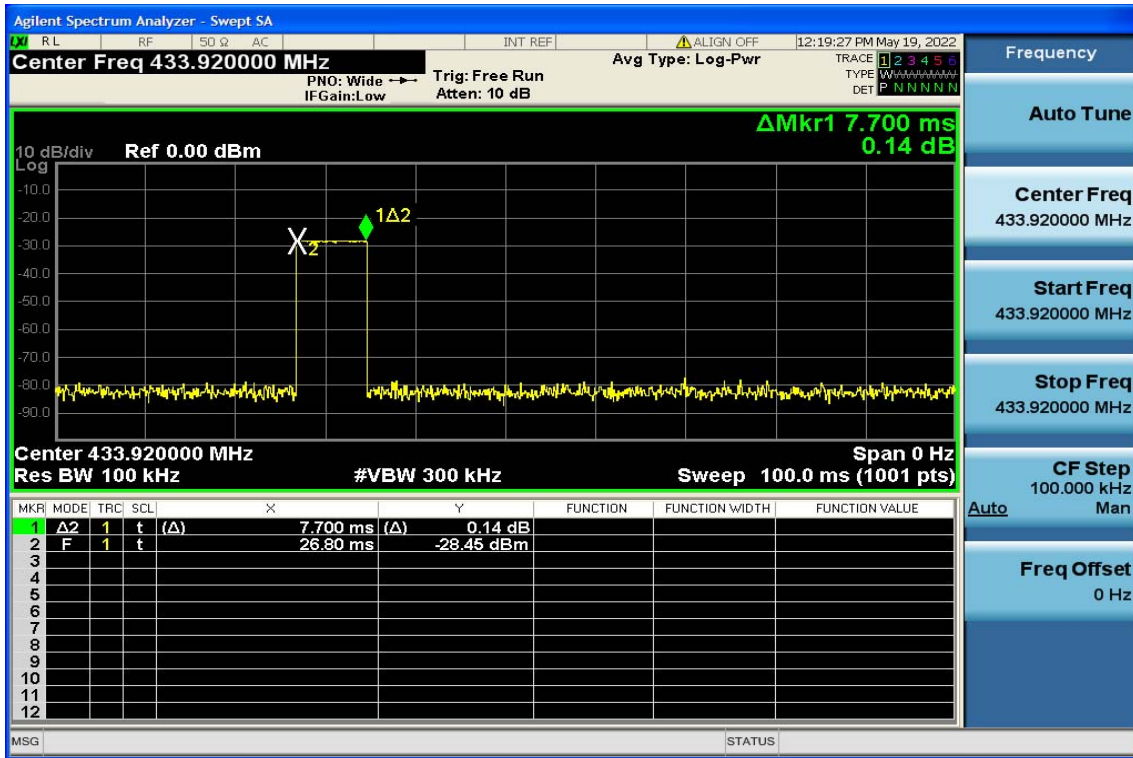 Agilent Spectrum Analyzer - Swept SA
LXI RL RF 50 Ω AC INT REF ALIGN OFF 12:19:27 PM May 19, 2022
Center Freq 433.920000 MHz Avg Type: Log-Pwr TRACE 1 2 3 4 5 6
PNO: Wide Trig: Free Run TYPE W
IFGain:Low Atten: 10 dB DET P N N N N N
ΔMkr1 7.700 ms
0.14 dB
10 dB/div Ref 0.00 dBm
Log
-10.0
-20.0
1Δ2
-30.0
2
-40.0
-50.0
-60.0
-70.0
-80.0
-90.0
Center 433.920000 MHz Span 0 Hz
Res BW 100 kHz #VBW 300 kHz Sweep 100.0 ms (1001 pts)
MKR MODE TRC SCL X Y FUNCTION FUNCTION WIDTH FUNCTION VALUE
1 Δ2 1 t (Δ) 7.700 ms (Δ) 0.14 dB
2 F 1 t 26.80 ms -28.45 dBm
3
4
5
6
7
8
9
10
11
12
MSG STATUS
Frequency
Auto Tune
Center Freq
433.920000 MHz
Start Freq
433.920000 MHz
Stop Freq
433.920000 MHz
CF Step
100.000 kHz
Auto Man
Freq Offset
0 Hz